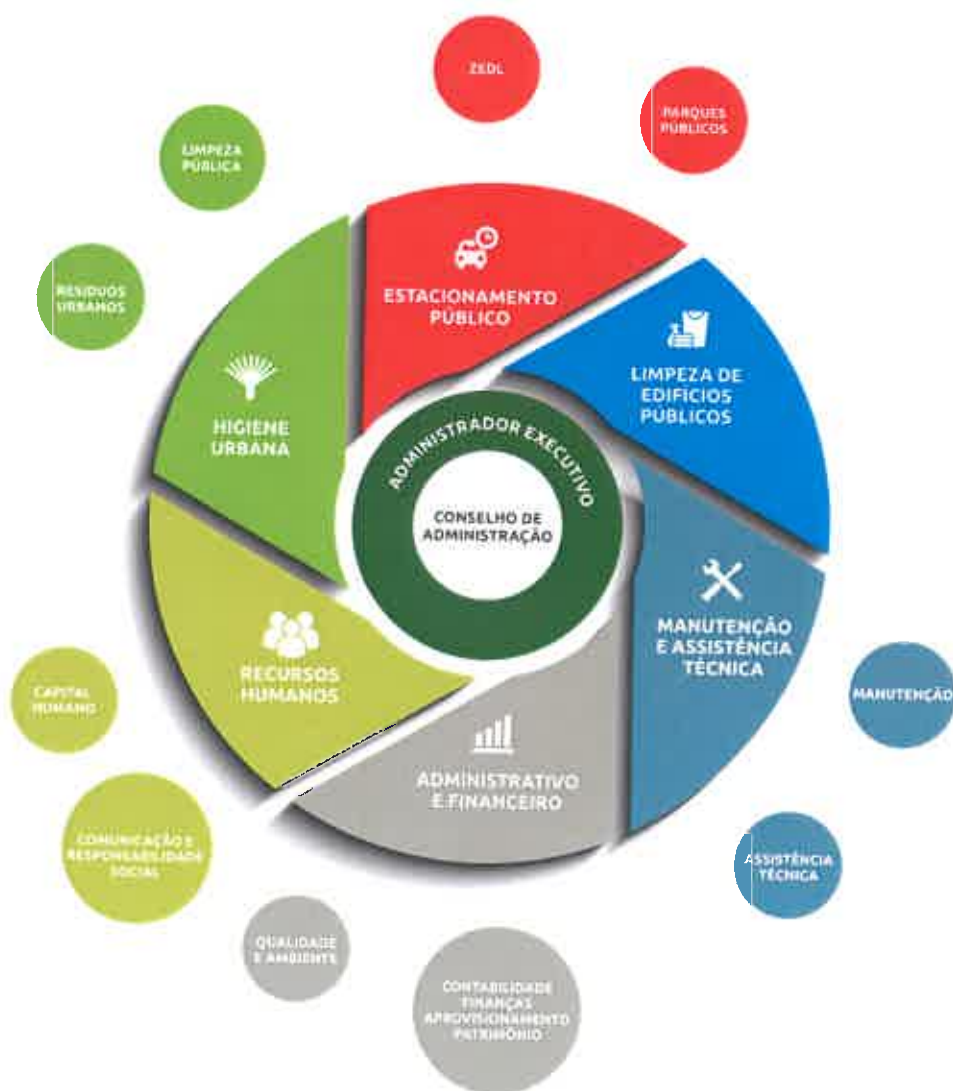 ZEDL
PARQUES
PÚBLICOS
LIMPEZA
PÚBLICA
RESÍDUOS
URBANOS
ESTACIONAMENTO
PÚBLICO
LIMPEZA DE
EDIFÍCIOS
PÚBLICOS
HIGIENE
URBANA
ADMINISTRADOR EXECUTIVO
CONSELHO DE
ADMINISTRAÇÃO
MANUTENÇÃO
E ASSISTÊNCIA
TÉCNICA
RECURSOS
HUMANOS
ADMINISTRATIVO
E FINANCEIRO
CAPITAL
HUMANO
MANUTENÇÃO
COMUNICAÇÃO E
RESPONSABILIDADE
SOCIAL
ASSISTÊNCIA
TÉCNICA
QUALIDADE
E AMBIENTE
CONTABILIDADE
FINANÇAS
APROVISIONAMENTO
PATRIMÓNIO